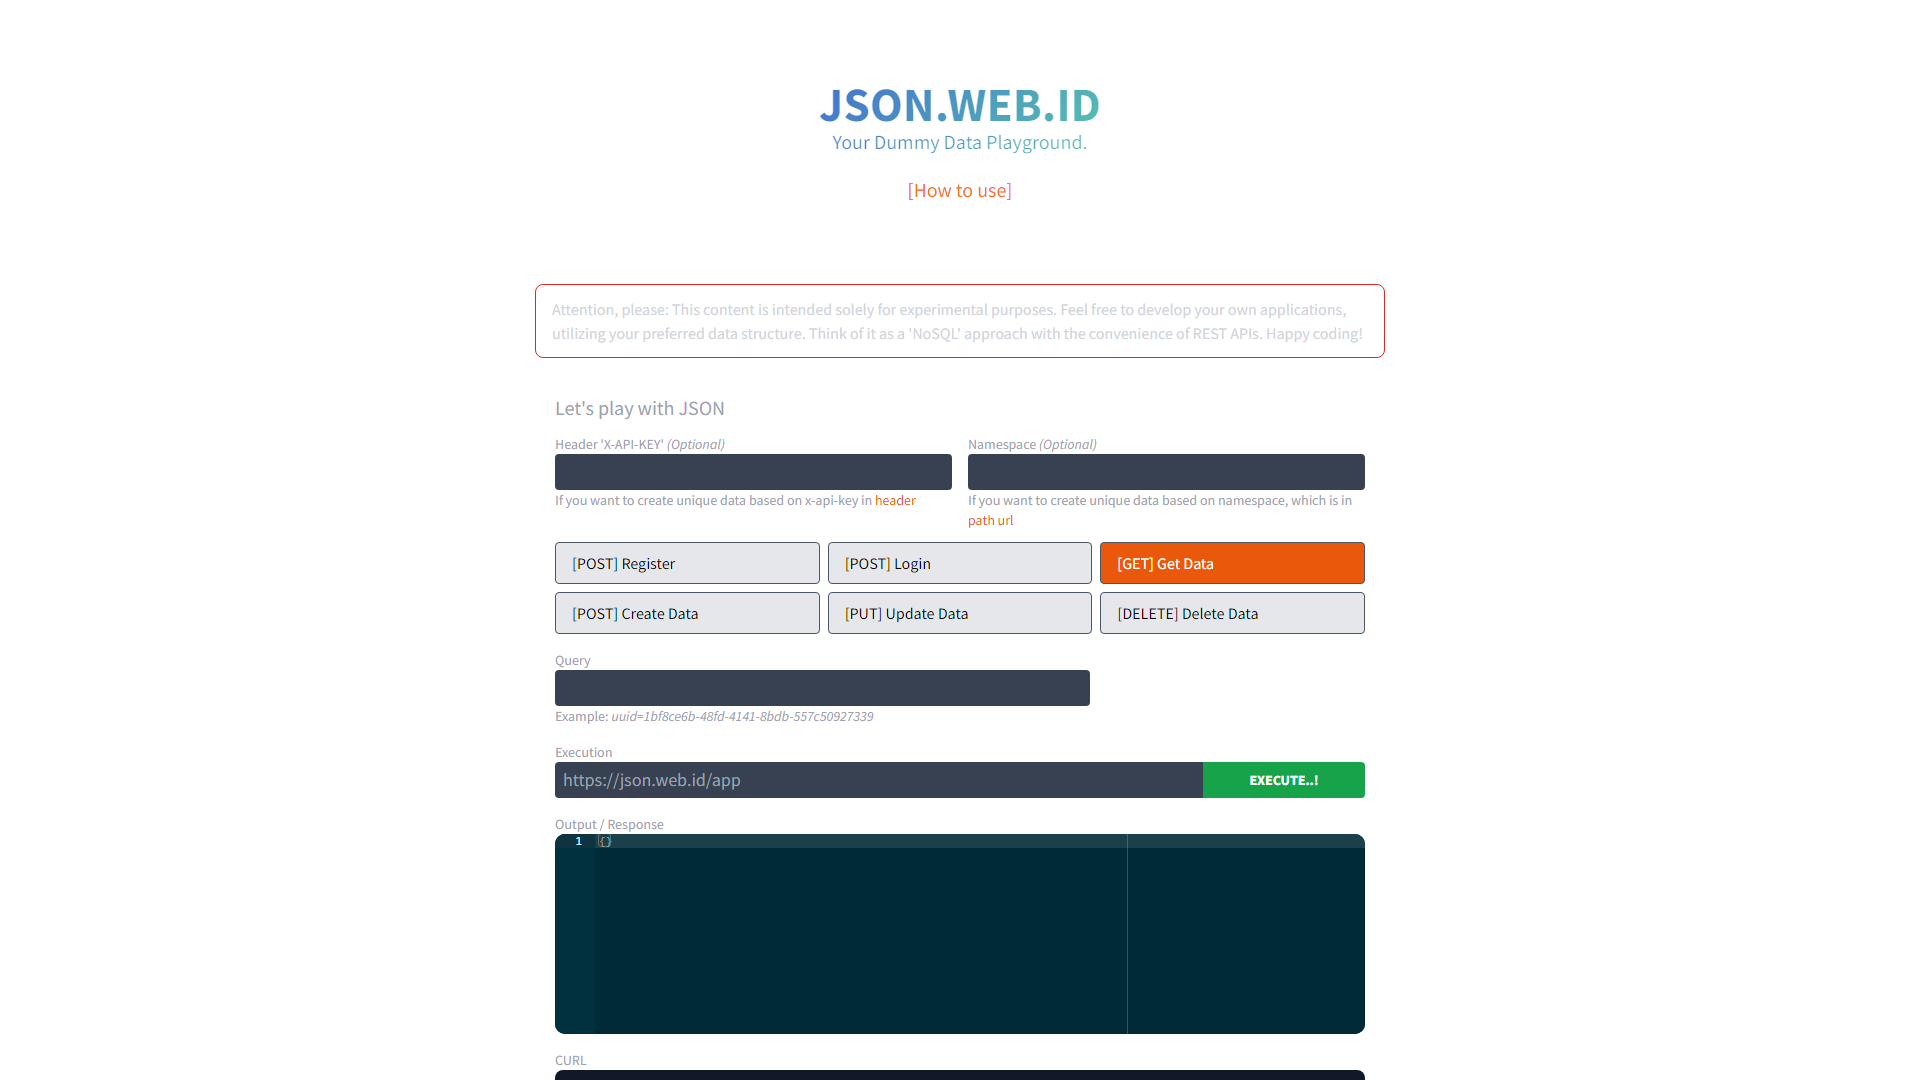 JSON.WEB.ID
Your Dummy Data Playground.
[How to use]
Attention, please: This content is intended solely for experimental purposes. Feel free to develop your own applications,
utilizing your preferred data structure. Think of it as a 'NoSQL' approach with the convenience of REST APIs. Happy coding!
Let's play with JSON
Header 'X-API-KEY' (Optional)
Namespace (Optional)
If you want to create unique data based on x-api-key in header
If you want to create unique data based on namespace, which is in
path url
[POST] Register
[POST] Login
[GET] Get Data
[POST] Create Data
[PUT] Update Data
[DELETE] Delete Data
Query
Example: uuid=1bf8ce6b-48fd-4141-8bdb-557c50927339
Execution
https://json.web.id/app
EXECUTE..!
Output / Response
1 {}
CURL